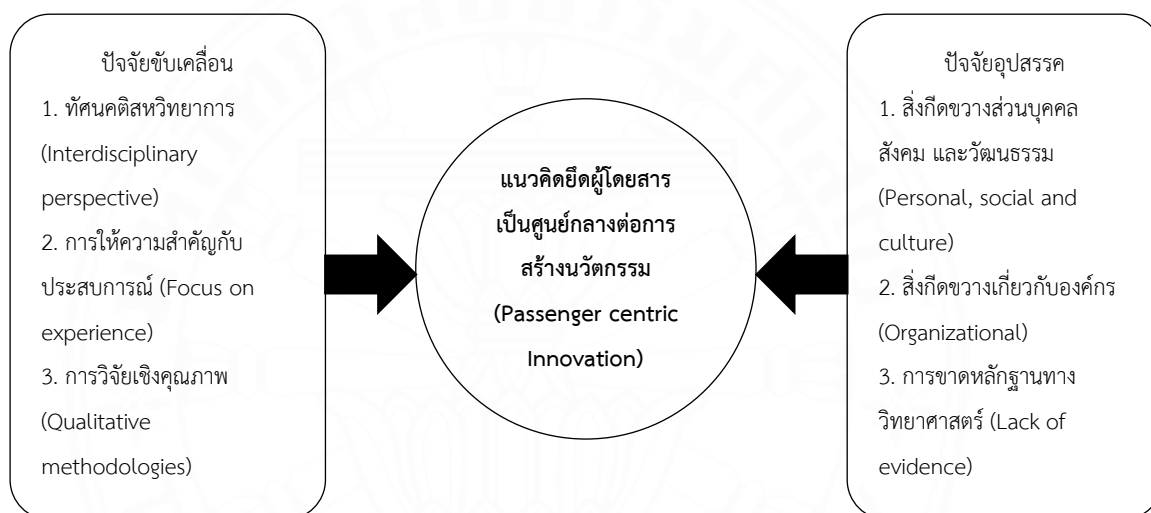 ปัจจัยขับเคลื่อน
1. ทัศนคติสหวิทยาการ
(Interdisciplinary
perspective)
2. การให้ความสำคัญกับ
ประสบการณ์ (Focus on
experience)
3. การวิจัยเชิงคุณภาพ
(Qualitative
methodologies)
แนวคิดยึดผู้โดยสาร
เป็นศูนย์กลางต่อการ
สร้างนวัตกรรม
(Passenger centric
Innovation)
ปัจจัยอุปสรรค
1. สิ่งกีดขวางส่วนบุคคล
สังคม และวัฒนธรรม
(Personal, social and
culture)
2. สิ่งกีดขวางเกี่ยวกับองค์กร
(Organizational)
3. การขาดหลักฐานทาง
วิทยาศาสตร์ (Lack of
evidence)